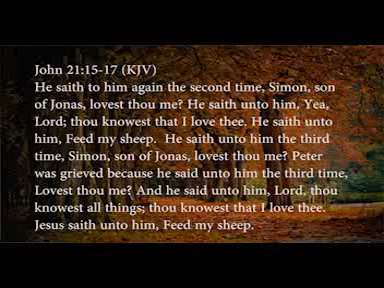 John 21:15-17 (KJV)
He saith to him again the second time, Simon, son
of Jonas, lovest thou me? He saith unto him, Yea,
Lord; thou knowest that I love thee. He saith unto
him, Feed my sheep.  He saith unto him the third
time, Simon, son of Jonas, lovest thou me? Peter
was grieved because he said unto him the third time,
Lovest thou me? And he said unto him, Lord, thou
knowest all things; thou knowest that I love thee.
Jesus saith unto him, Feed my sheep.